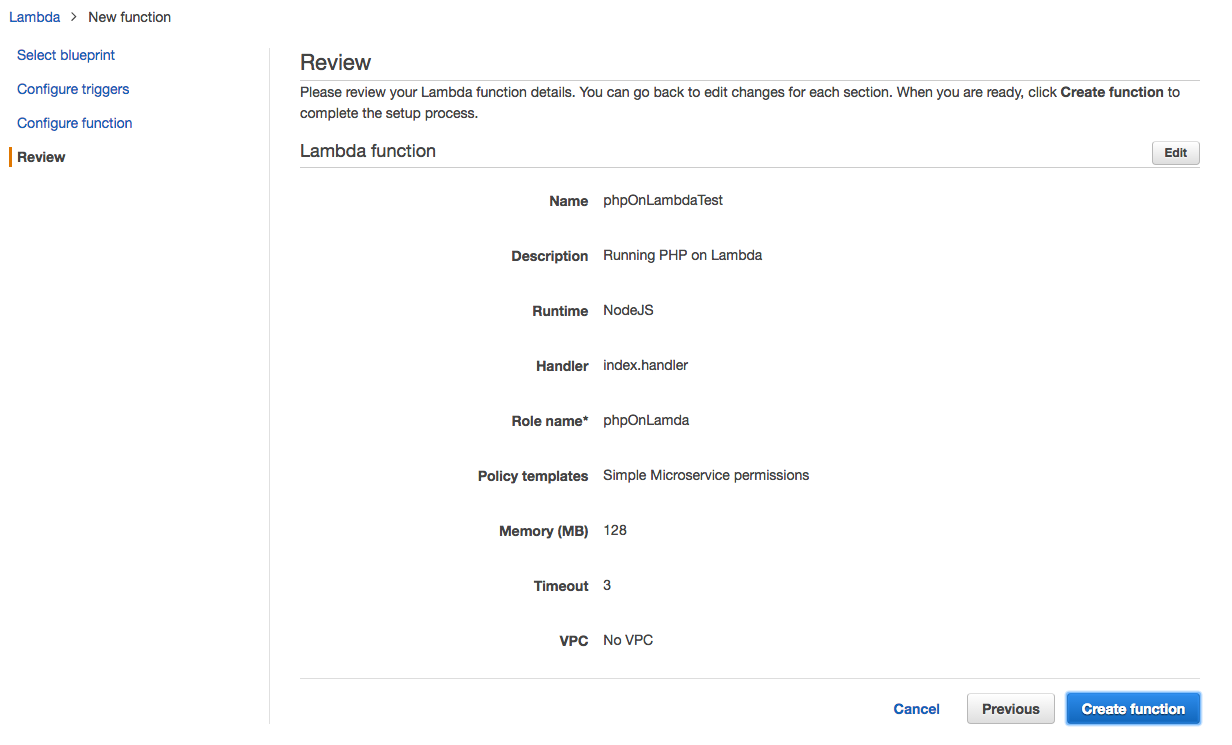 Lambda > New function
Select blueprint
Configure triggers
Configure function
Review
Review
Please review your Lambda function details. You can go back to edit changes for each section. When you are ready, click Create function to
complete the setup process.
Lambda function
Edit
Name phpOnLambdaTest
Description Running PHP on Lambda
Runtime NodeJS
Handler index.handler
Role name* phpOnLamda
Policy templates Simple Microservice permissions
Memory (MB) 128
Timeout 3
VPC No VPC
Cancel Previous Create function